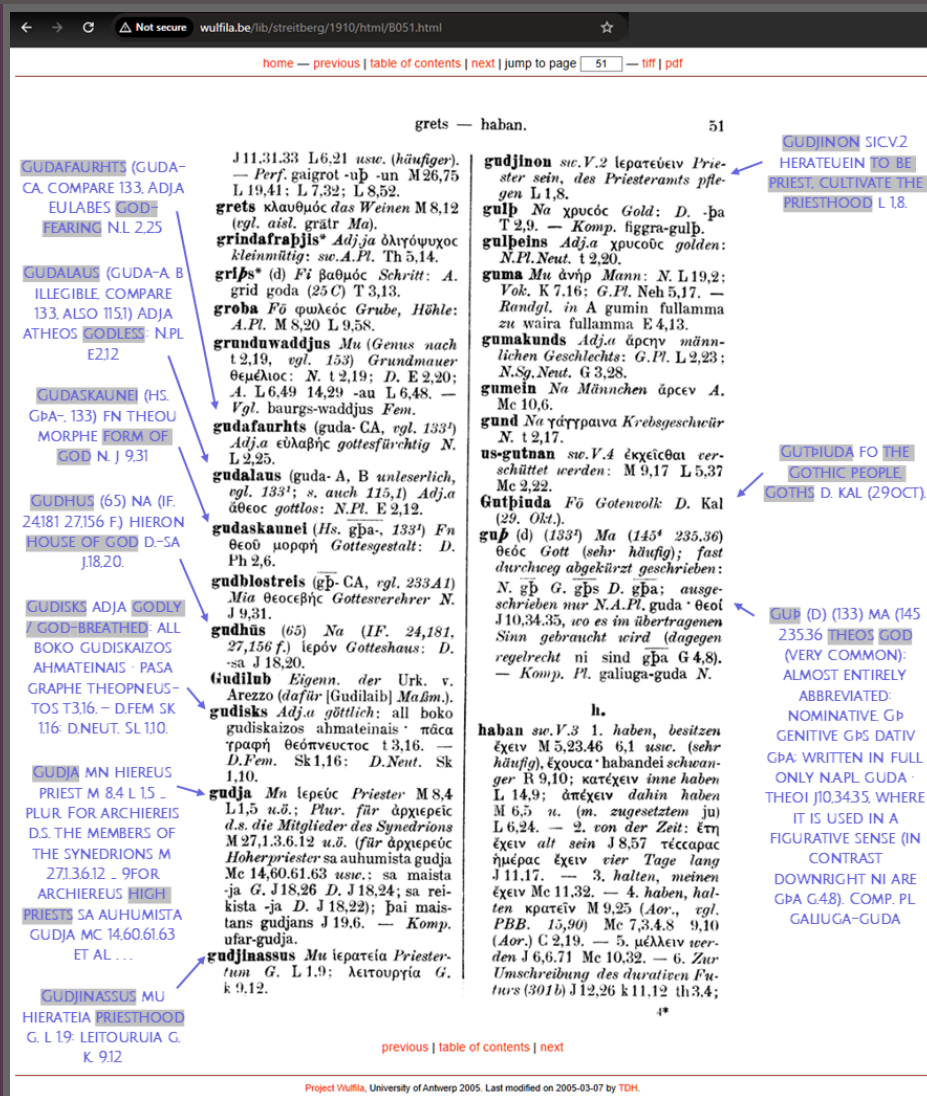 Not secure wulfila.be/lib/streitberg/1910/html/B051.html
home — previous | table of contents | next | jump to page 51 — tiff | pdf
grets — haban. 51
GUDAFAURHTS (GUDA-
CA, COMPARE 133, ADJ.A
EULABES GOD-
FEARING N.L 2,25
GUDALAUS (GUDA-A, B
ILLEGIBLE, COMPARE
133, ALSO 115,1) ADJ.A
ATHEOS GODLESS: N.PL
E2,12
GUDASKAUNEI (HS.
GÞA-, 133) FN THEOU
MORPHE FORM OF
GOD N. J 9,31
GUDHUS (65) NA (IF.
24,181 27,156 F.) HIERON
HOUSE OF GOD D.-SA
J.18,20.
GUDISKS ADJA GODLY
/ GOD-BREATHED: ALL
BOKO GUDISKAIZOS
AHMATEINAIS · PASA
GRAPHE THEOPNEUS-
TOS T3,16. – D.FEM SK
1,16: D.NEUT. SL 1,10.
GUDJA MN HIEREUS
PRIEST M 8,4 L 1,5 _
PLUR. FOR ARCHIEREIS
D.S. THE MEMBERS OF
THE SYNEDRIONS M
27,1.3.6.12 _ 9FOR
ARCHIEREUS HIGH
PRIESTS SA AUHUMISTA
GUDJA MC 14,60.61.63
ET AL . . .
GUDJINASSUS MU
HIERATEIA PRIESTHOOD
G. L 1,9: LEITOURUIA G.
K. 9,12
J 11,31.33 L 6,21 usw. (häufiger).
— Perf. gaigrot -uþ -un M 26,75
L 19,41; L 7,32; L 8,52.
grets κλαυθμός das Weinen M 8,12
(vgl. aisl. grātr Ma).
grindafraþjis* Adj.ja ὀλιγόψυχος
kleinmütig: sw.A.Pl. Th 5,14.
griþs* (d) Fi βαθμός Schritt: A.
grid goda (25 C) T 3,13.
groba Fō φωλεός Grube, Höhle:
A.Pl. M 8,20 L 9,58.
grunduwaddjus Mu (Genus nach
t 2,19, vgl. 153) Grundmauer
θεμέλιος: N. t 2,19; D. E 2,20;
A. L 6,49 14,29 -au L 6,48. —
Vgl. baurgs-waddjus Fem.
gudafaurhts (guda- CA, vgl. 133¹)
Adj.a εὐλαβής gottesfürchtig N.
L 2,25.
gudalaus (guda- A, B unleserlich,
vgl. 133¹; s. auch 115,1) Adj.a
ἄθεος gottlos: N.Pl. E 2,12.
gudaskaunei (Hs. g͞þa-, 133¹) Fn
θεοῦ μορφή Gottesgestalt: D.
Ph 2,6.
gudblostreis (g͞þ- CA, vgl. 233A1)
Mia θεοσεβής Gottesverehrer N.
J 9,31.
gudhūs (65) Na (IF. 24,181,
27,156 f.) ἱερόν Gotteshaus: D.
-sa J 18,20.
Gudilub Eigenn. der Urk. v.
Arezzo (dafür [Gudilaib] Maßm.).
gudisks Adj.a göttlich: all boko
gudiskaizos ahmateinais · πᾶσα
γραφὴ θεόπνευστος t 3,16. —
D.Fem. Sk 1,16: D.Neut. Sk
1,10.
gudja Mn ἱερεύς Priester M 8,4
L 1,5 u.ö.; Plur. für ἀρχιερεῖς
d.s. die Mitglieder des Synedrions
M 27,1.3.6.12 u.ö. (für ἀρχιερεύς
Hoherpriester sa auhumista gudja
Mc 14,60.61.63 usw.: sa maista
-ja G. J 18,26 D. J 18,24; sa rei-
kista -ja D. J 18,22); þai mais-
tans gudjans J 19,6. — Komp.
ufar-gudja.
gudjinassus Mu ἱερατεία Priester-
tum G. L 1,9; λειτουργία G.
k 9,12.
gudjinon sw.V.2 ἱερατεύειν Prie-
ster sein, des Priesteramts pfle-
gen L 1,8.
gulþ Na χρυσός Gold: D. -þa
T 2,9. — Komp. figgra-gulþ.
gulþeins Adj.a χρυσοῦς golden:
N.Pl.Neut. t 2,20.
guma Mu ἀνήρ Mann: N. L 19,2;
Vok. K 7,16; G.Pl. Neh 5,17. —
Randgl. in A gumin fullamma
zu waira fullamma E 4,13.
gumakunds Adj.a ἄρσην männ-
lichen Geschlechts: G.Pl. L 2,23;
N.Sg.Neut. G 3,28.
gumein Na Männchen ἄρσεν A.
Mc 10,6.
gund Na γάγγραινα Krebsgeschwür
N. t 2,17.
us-gutnan sw.V.4 ἐκχεῖσθαι ver-
schüttet werden: M 9,17 L 5,37
Mc 2,22.
Gutþiuda Fō Gotenvolk D. Kal
(29. Okt.).
guþ (d) (133¹) Ma (145⁴ 235.36)
θεός Gott (sehr häufig); fast
durchweg abgekürzt geschrieben:
N. g͞þ G. g͞þs D. g͞þa; ausge-
schrieben nur N.A.Pl. guda · θεοί
J 10,34.35, wo es im übertragenen
Sinn gebraucht wird (dagegen
regelrecht ni sind g͞þa G 4,8).
— Komp. Pl. galiuga-guda N.
h.
haban sw.V.3 1. haben, besitzen
ἔχειν M 5,23.46 6,1 usw. (sehr
häufig), ἔχουσα · habandei schwan-
ger R 9,10; κατέχειν inne haben
L 14,9; ἀπέχειν dahin haben
M 6,5 u. (m. zugesetztem ju)
L 6,24. — 2. von der Zeit: ἔτη
ἔχειν alt sein J 8,57 τέσσαρας
ἡμέρας ἔχειν vier Tage lang
J 11,17. — 3. halten, meinen
ἔχειν Mc 11,32. — 4. haben, hal-
ten κρατεῖν M 9,25 (Aor., vgl.
PBB. 15,90) Mc 7,3.4.8 9,10
(Aor.) C 2,19. — 5. μέλλειν wer-
den J 6,6.71 Mc 10,32. — 6. Zur
Umschreibung des durativen Fu-
turs (301b) J 12,26 k 11,12 th 3,4;
4*
GUDJINON SIC.V.2
HERATEUEIN TO BE
PRIEST, CULTIVATE THE
PRIESTHOOD L 1,8.
GUTÞIUDA FO THE
GOTHIC PEOPLE,
GOTHS D. KAL (29OCT).
GUÞ (D) (133) MA (145
235.36 THEOS GOD
(VERY COMMON):
ALMOST ENTIRELY
ABBREVIATED:
NOMINATIVE. GÞ
GENITIVE GÞS DATIV
GÞA: WRITTEN IN FULL
ONLY N.A.PL. GUDA ·
THEOI J10,34.35, WHERE
IT IS USED IN A
FIGURATIVE SENSE (IN
CONTRAST
DOWNRIGHT NI ARE
GÞA G.4,8). COMP. PL
GALIUGA-GUDA
previous | table of contents | next
Project Wulfila, University of Antwerp 2005. Last modified on 2005-03-07 by TDH.